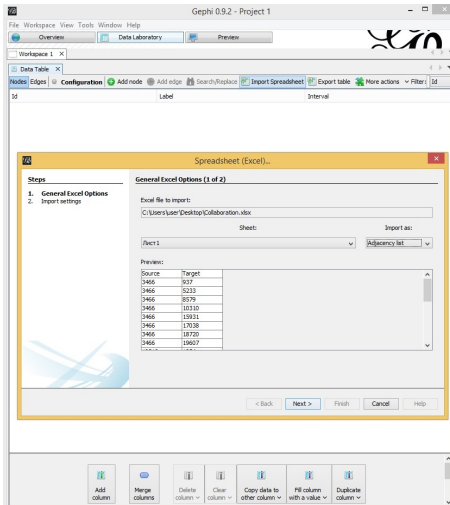 Gephi 0.9.2 - Project 1
File Workspace View Tools Window Help
Overview Data Laboratory Preview
Workspace 1
Data Table
Nodes Edges Configuration Add node Add edge Search/Replace Import Spreadsheet Export table More actions Filter: Id
Id Label Interval
Spreadsheet (Excel)...
Steps
1. General Excel Options
2. Import settings
General Excel Options (1 of 2)
Excel file to import:
C:\Users\user\Desktop\Collaboration.xlsx
Sheet: Import as:
Лист1 Adjacency list
Preview:
Source Target
3466 937
3466 5233
3466 8579
3466 10310
3466 15931
3466 17038
3466 18720
3466 19607
< Back Next > Finish Cancel Help
Add column
Merge columns
Delete column
Clear column
Copy data to other column
Fill column with a value
Duplicate column